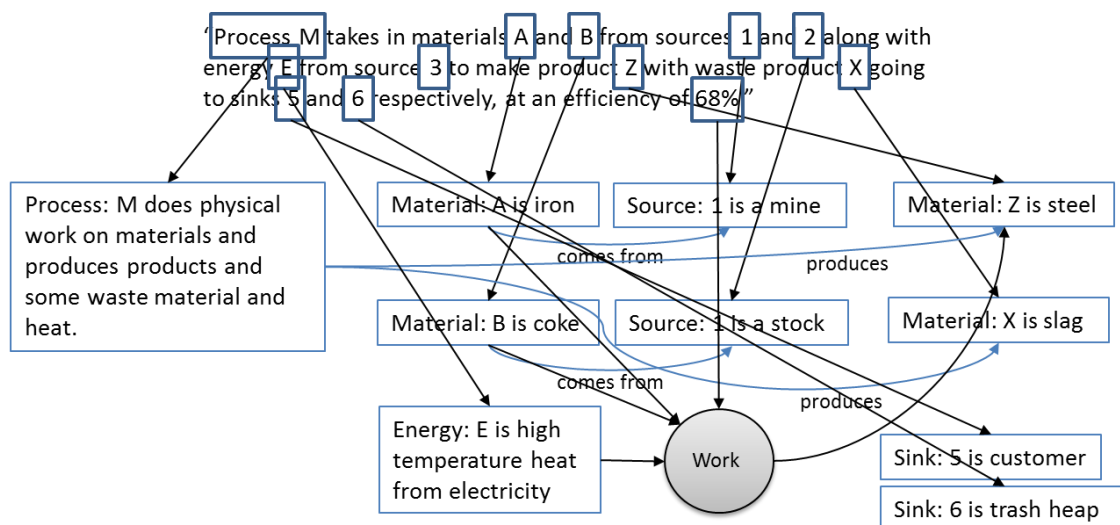 “Process M takes in materials A and B from sources 1 and 2 along with
energy E from source 3 to make product Z with waste product X going
to sinks 5 and 6 respectively, at an efficiency of 68%”
Process: M does physical
work on materials and
produces products and
some waste material and
heat.
Material: A is iron
Source: 1 is a mine
Material: Z is steel
comes from
produces
Material: B is coke
Source: 1 is a stock
Material: X is slag
comes from
produces
Energy: E is high
temperature heat
from electricity
Work
Sink: 5 is customer
Sink: 6 is trash heap